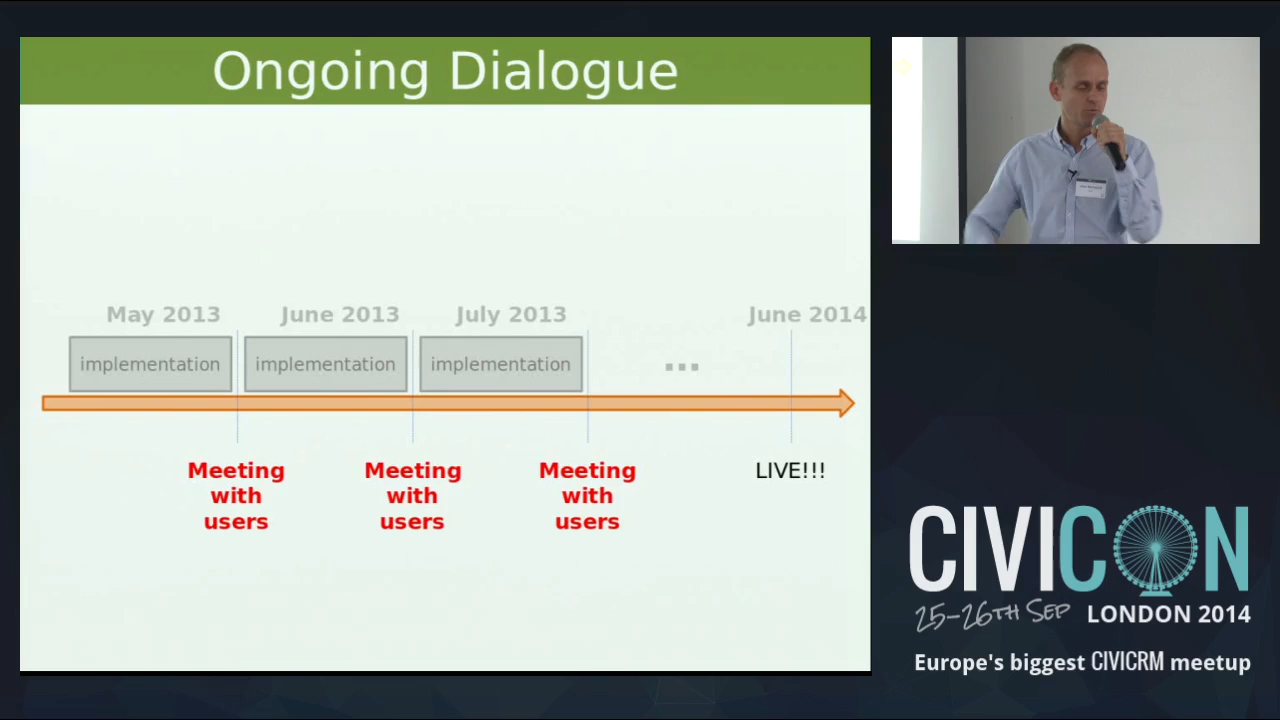 Ongoing Dialogue
May 2013
June 2013
July 2013
June 2014
implementation
implementation
implementation
...
Meeting
with
users
Meeting
with
users
Meeting
with
users
LIVE!!!
CIVICON
25-26TH SEP LONDON 2014
Europe's biggest CIVICRM meetup